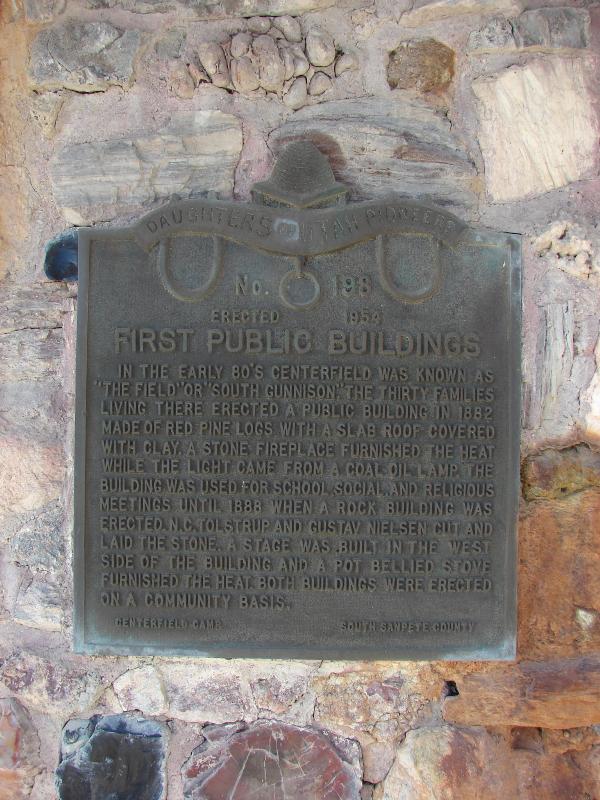 DAUGHTERS OF UTAH PIONEERS
No. 198
ERECTED 1954
FIRST PUBLIC BUILDINGS
IN THE EARLY 80'S CENTERFIELD WAS KNOWN AS
"THE FIELD" OR "SOUTH GUNNISON." THE THIRTY FAMILIES
LIVING THERE ERECTED A PUBLIC BUILDING IN 1882
MADE OF RED PINE LOGS WITH A SLAB ROOF COVERED
WITH CLAY. A STONE FIREPLACE FURNISHED THE HEAT
WHILE THE LIGHT CAME FROM A COAL OIL LAMP. THE
BUILDING WAS USED FOR SCHOOL, SOCIAL, AND RELIGIOUS
MEETINGS UNTIL 1888 WHEN A ROCK BUILDING WAS
ERECTED. N.C. TOLSTRUP AND GUSTAV NIELSEN CUT AND
LAID THE STONE. A STAGE WAS BUILT IN THE WEST
SIDE OF THE BUILDING AND A POT BELLIED STOVE
FURNISHED THE HEAT. BOTH BUILDINGS WERE ERECTED
ON A COMMUNITY BASIS.
CENTERFIELD CAMP SOUTH SANPETE COUNTY